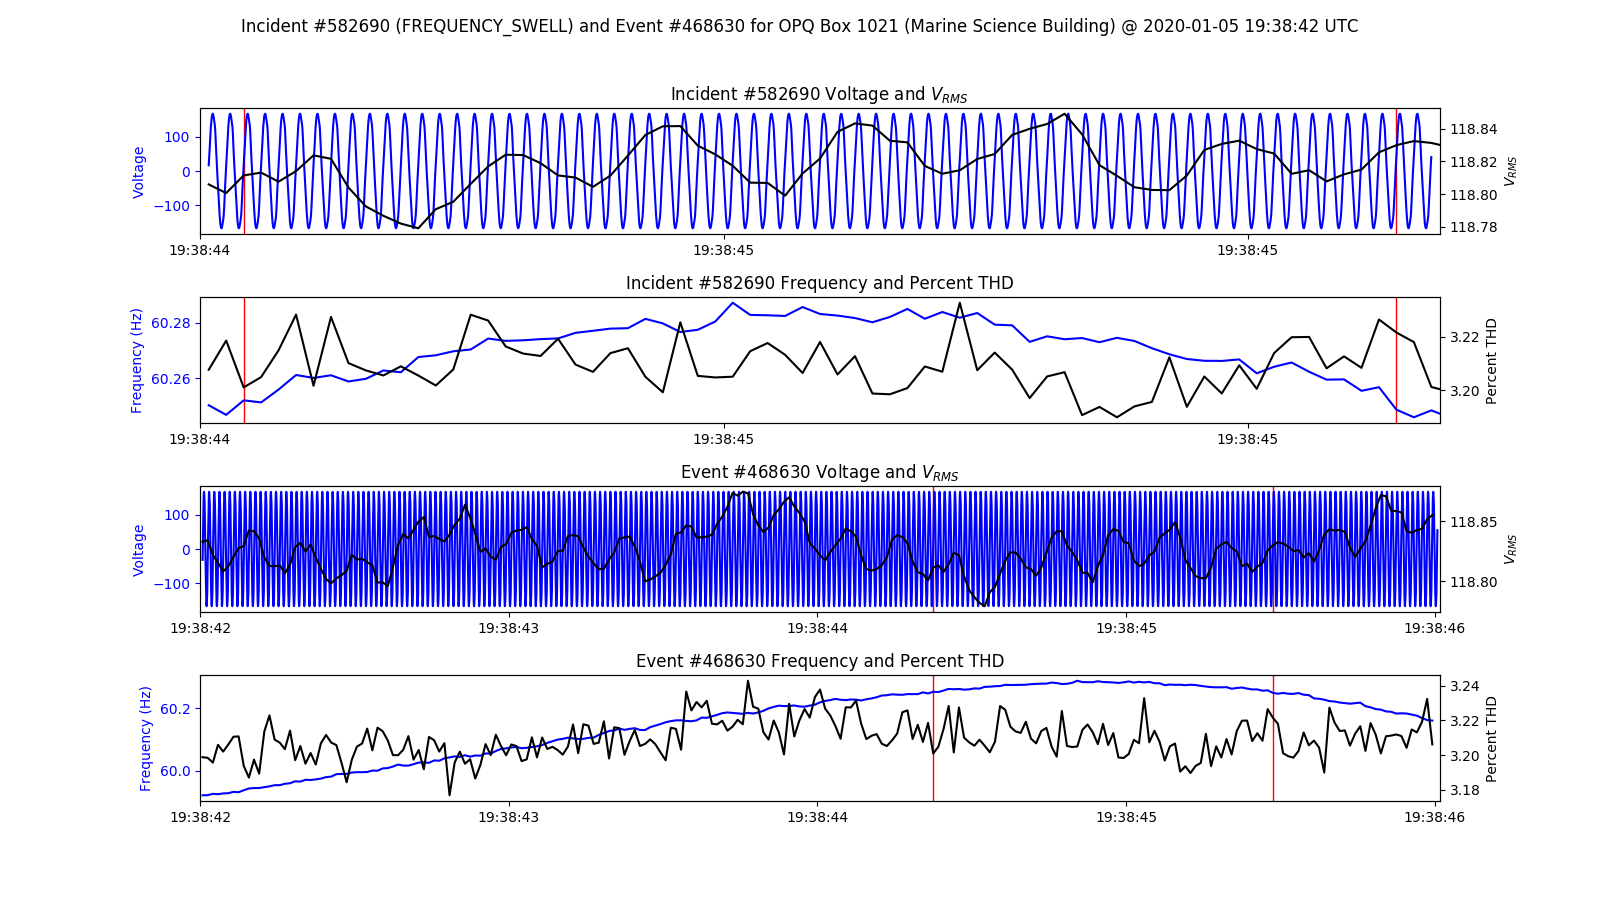 Incident #582690 (FREQUENCY_SWELL) and Event #468630 for OPQ Box 1021 (Marine Science Building) @ 2020-01-05 19:38:42 UTC
Incident #582690 Voltage and V_RMS
Voltage
100
0
−100
118.84
118.82
118.80
118.78
V_RMS
19:38:44
19:38:45
19:38:45
Incident #582690 Frequency and Percent THD
Frequency (Hz)
60.28
60.26
3.22
3.20
Percent THD
19:38:44
19:38:45
19:38:45
Event #468630 Voltage and V_RMS
Voltage
100
0
−100
118.85
118.80
V_RMS
19:38:42
19:38:43
19:38:44
19:38:45
19:38:46
Event #468630 Frequency and Percent THD
Frequency (Hz)
60.2
60.0
3.24
3.22
3.20
3.18
Percent THD
19:38:42
19:38:43
19:38:44
19:38:45
19:38:46